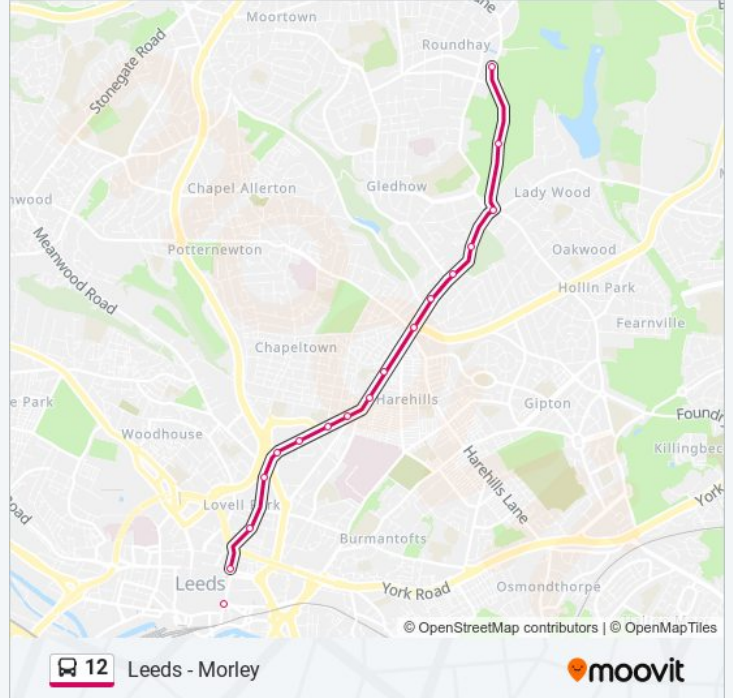 Moortown
Roundhay
Stonegate Road
Chapel Allerton
Gledhow
Lady Wood
nwood
Meanwood Road
Potternewton
Oakwood
Hollin Park
Fearnville
Chapeltown
e Park
Harehills
Gipton
Found
Woodhouse
Killingbec
Harehills Lane
York
Lovell Park
oad
Burmantofts
Leeds
York Road
Osmondthorpe
© OpenStreetMap contributors | © OpenMapTiles
12 Leeds - Morley
moovit